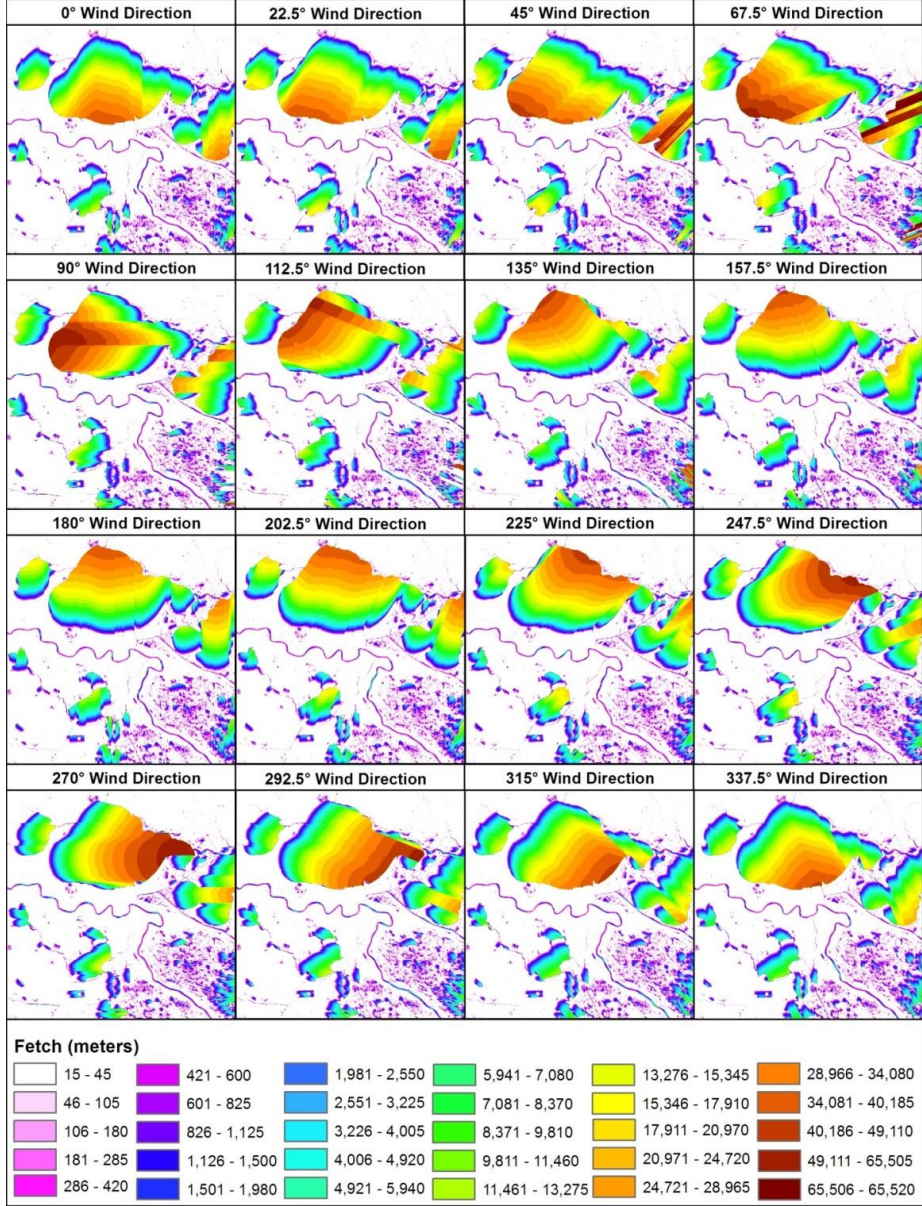 0° Wind Direction 22.5° Wind Direction 45° Wind Direction 67.5° Wind Direction
90° Wind Direction 112.5° Wind Direction 135° Wind Direction 157.5° Wind Direction
180° Wind Direction 202.5° Wind Direction 225° Wind Direction 247.5° Wind Direction
270° Wind Direction 292.5° Wind Direction 315° Wind Direction 337.5° Wind Direction
Fetch (meters)
15 - 45 421 - 600 1,981 - 2,550 5,941 - 7,080 13,276 - 15,345 28,966 - 34,080
46 - 105 601 - 825 2,551 - 3,225 7,081 - 8,370 15,346 - 17,910 34,081 - 40,185
106 - 180 826 - 1,125 3,226 - 4,005 8,371 - 9,810 17,911 - 20,970 40,186 - 49,110
181 - 285 1,126 - 1,500 4,006 - 4,920 9,811 - 11,460 20,971 - 24,720 49,111 - 65,505
286 - 420 1,501 - 1,980 4,921 - 5,940 11,461 - 13,275 24,721 - 28,965 65,506 - 65,520